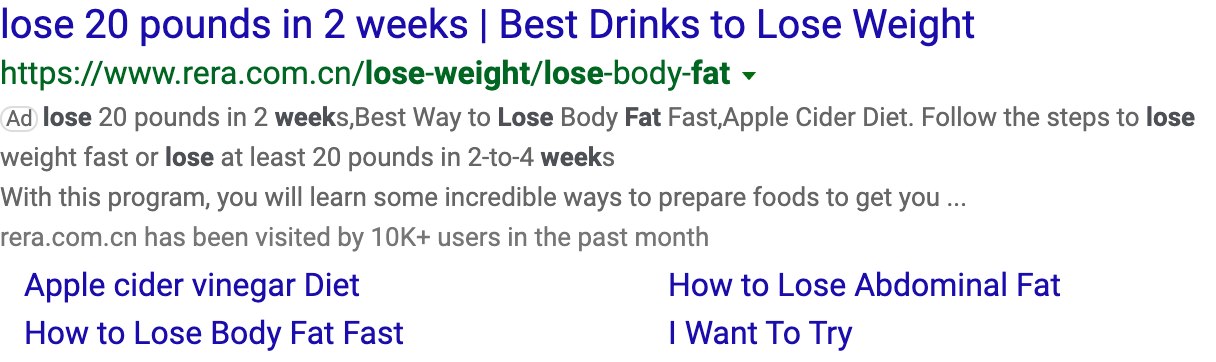 lose 20 pounds in 2 weeks | Best Drinks to Lose Weight
https://www.rera.com.cn/lose-weight/lose-body-fat
Ad lose 20 pounds in 2 weeks,Best Way to Lose Body Fat Fast,Apple Cider Diet. Follow the steps to lose
weight fast or lose at least 20 pounds in 2-to-4 weeks
With this program, you will learn some incredible ways to prepare foods to get you ...
rera.com.cn has been visited by 10K+ users in the past month
Apple cider vinegar Diet
How to Lose Abdominal Fat
How to Lose Body Fat Fast
I Want To Try